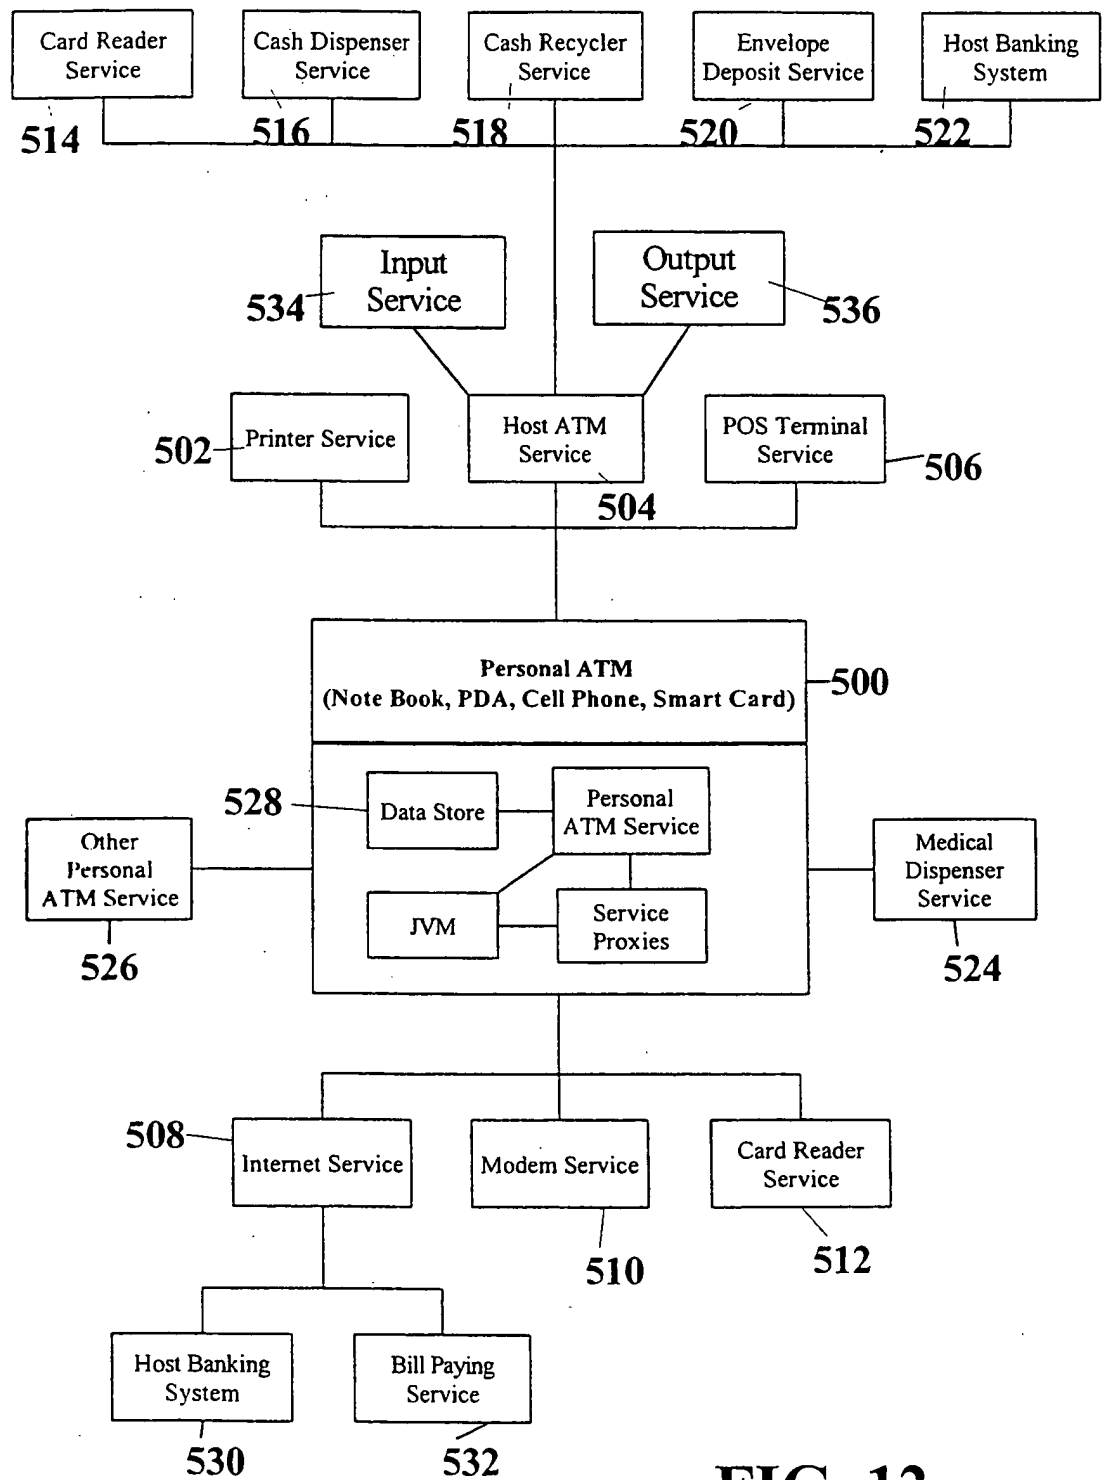 Card Reader
Service
Cash Dispenser
Service
Cash Recycler
Service
Envelope
Deposit Service
Host Banking
System
514
516
518
520
522
Input
Service
534
Output
Service
536
502
Printer Service
Host ATM
Service
504
POS Terminal
Service
506
Personal ATM
(Note Book, PDA, Cell Phone, Smart Card)
500
528
Data Store
Personal
ATM Service
JVM
Service
Proxies
Other
Personal
ATM Service
526
Medical
Dispenser
Service
524
508
Internet Service
Modem Service
510
Card Reader
Service
512
Host Banking
System
530
Bill Paying
Service
532